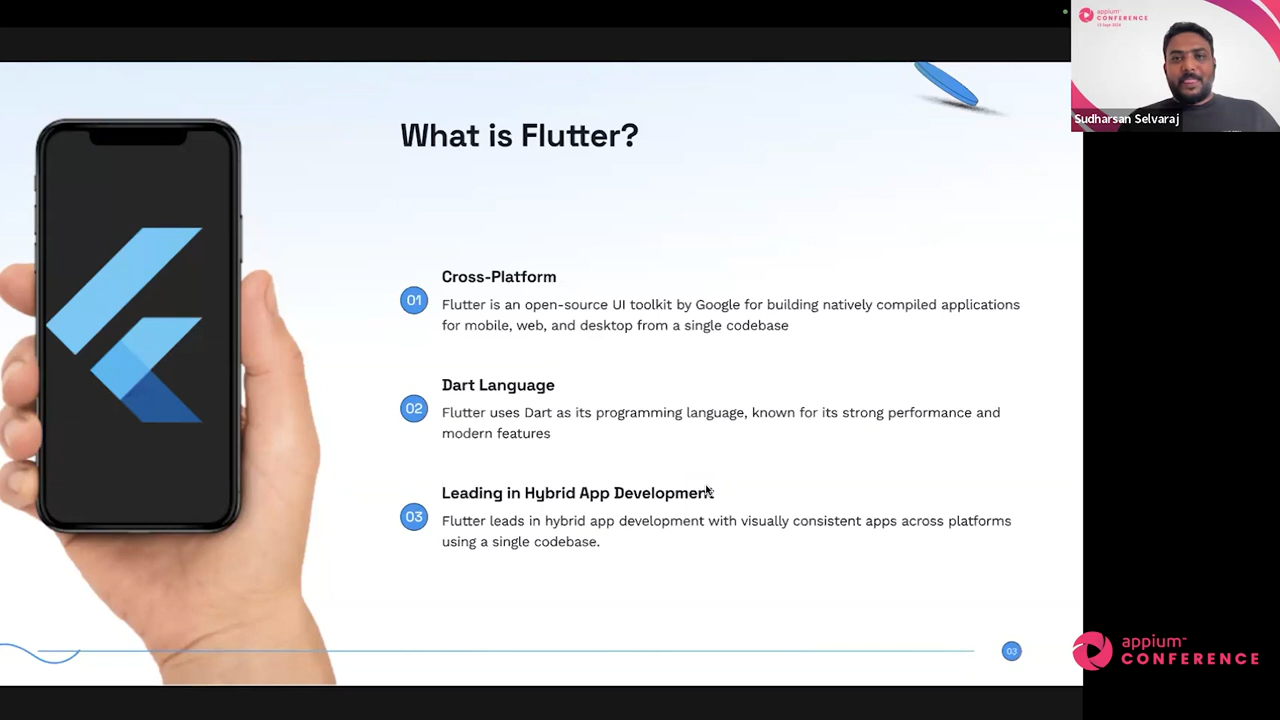 appium
CONFERENCE
Sudharsan Selvaraj
What is Flutter?
Cross-Platform
01
Flutter is an open-source UI toolkit by Google for building natively compiled applications
for mobile, web, and desktop from a single codebase
Dart Language
02
Flutter uses Dart as its programming language, known for its strong performance and
modern features
Leading in Hybrid App Development
03
Flutter leads in hybrid app development with visually consistent apps across platforms
using a single codebase.
03
appium
CONFERENCE